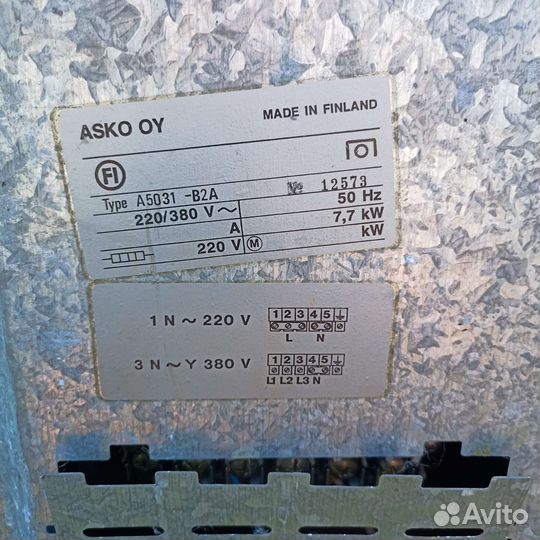 ASKO OY
MADE IN FINLAND
FI
Type A5031 -B2A
№ 12573
220/380 V ~
50 Hz
A
7,7 kW
220 V M
kW
1 N ~ 220 V
1 2 3 4 5
L N
3 N ~ Y 380 V
1 2 3 4 5
L1 L2 L3 N
Avito